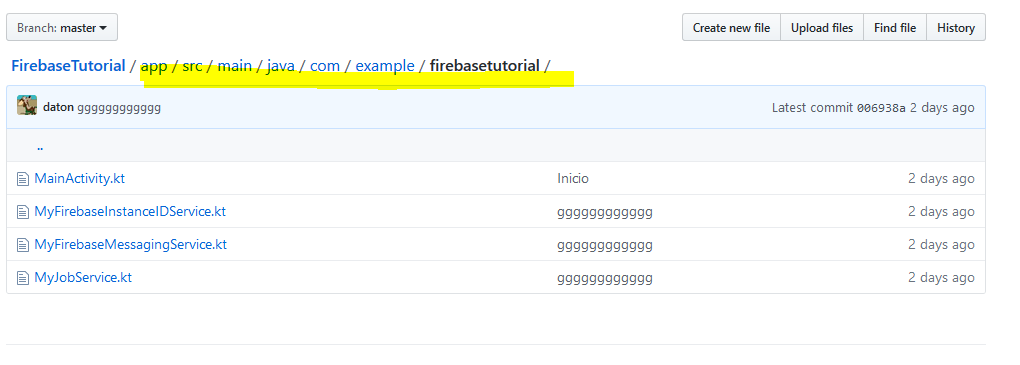 Branch: master Create new file Upload files Find file History
FirebaseTutorial / app / src / main / java / com / example / firebasetutorial /
daton gggggggggggg Latest commit 006938a 2 days ago
..
MainActivity.kt Inicio 2 days ago
MyFirebaseInstanceIDService.kt gggggggggggg 2 days ago
MyFirebaseMessagingService.kt gggggggggggg 2 days ago
MyJobService.kt gggggggggggg 2 days ago